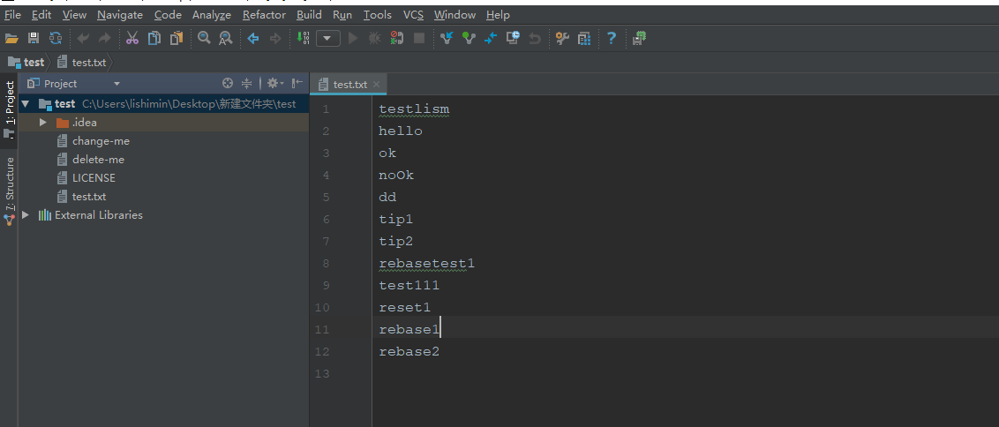 File Edit View Navigate Code Analyze Refactor Build Run Tools VCS Window Help
test test.txt
Project
test.txt
1: Project
7: Structure
test C:\Users\lishimin\Desktop\新建文件夹\test
.idea
change-me
delete-me
LICENSE
test.txt
External Libraries
1 testlism
2 hello
3 ok
4 noOk
5 dd
6 tip1
7 tip2
8 rebasetest1
9 test111
10 reset1
11 rebase1
12 rebase2
13